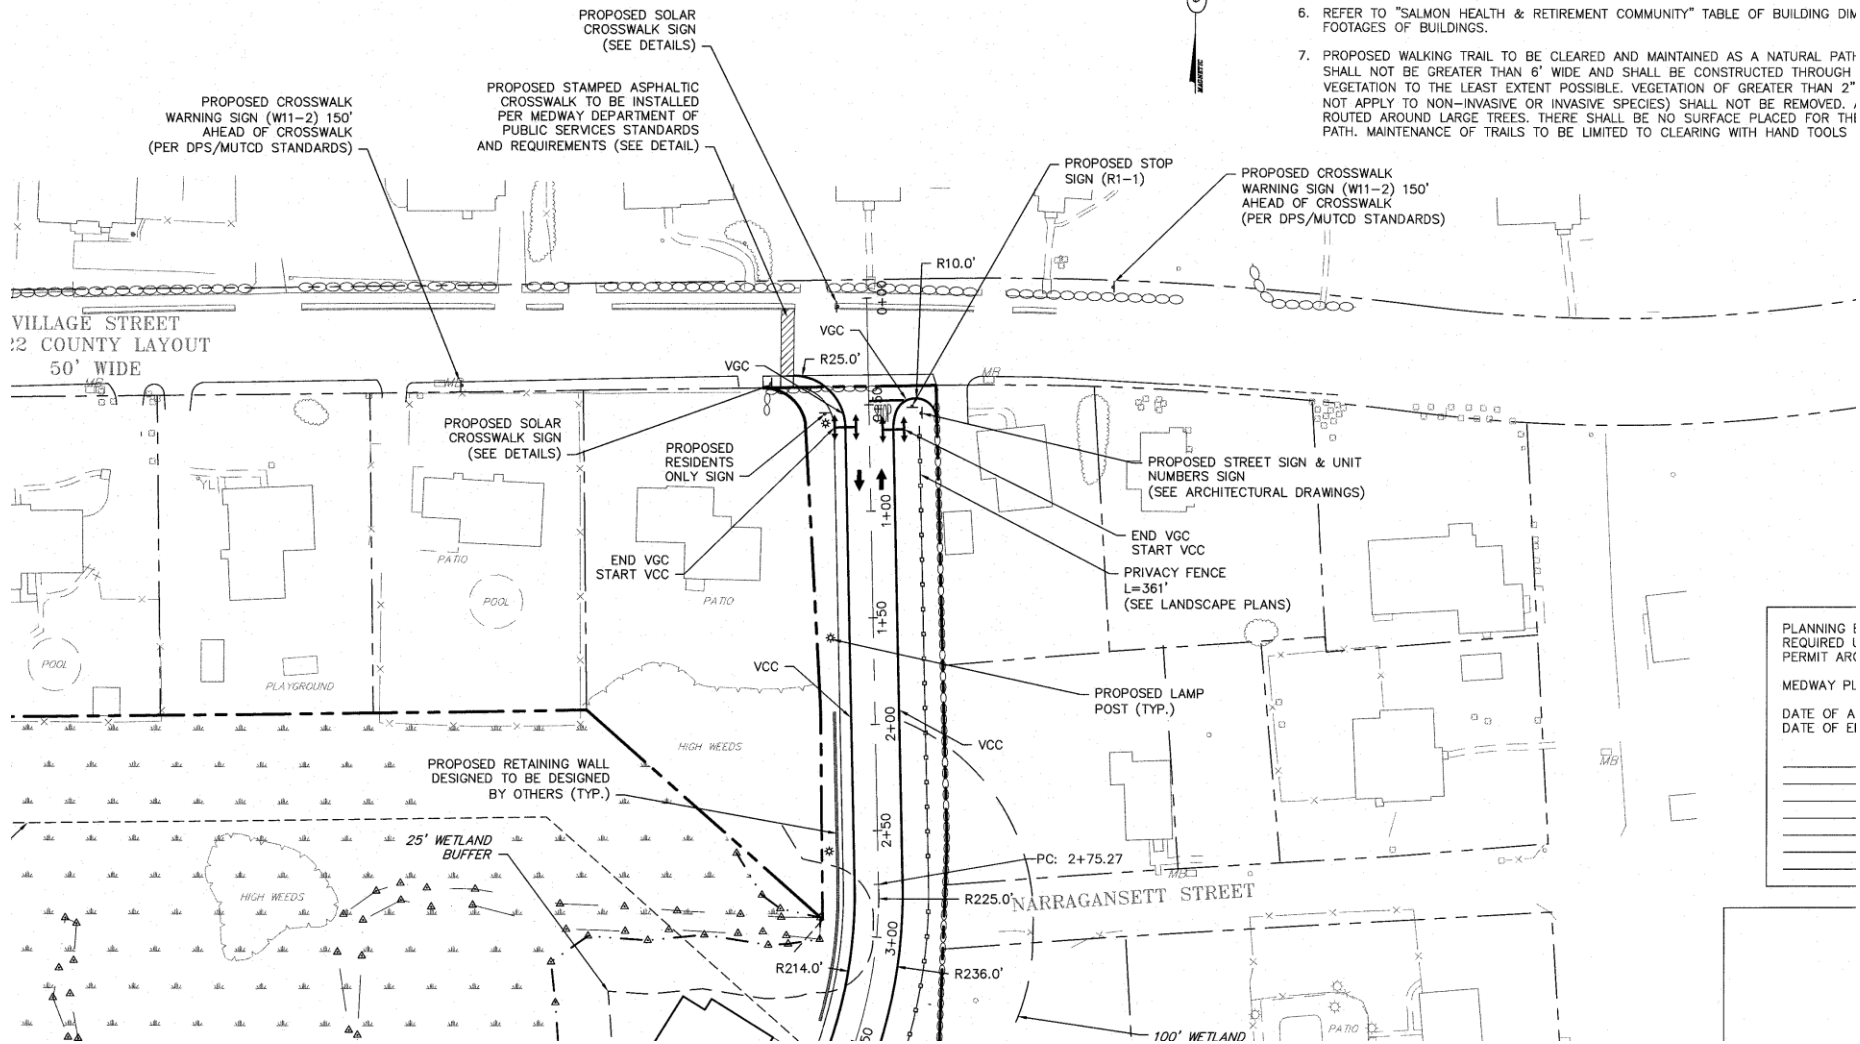 PROPOSED SOLAR
CROSSWALK SIGN
(SEE DETAILS)
PROPOSED STAMPED ASPHALTIC
CROSSWALK TO BE INSTALLED
PER MEDWAY DEPARTMENT OF
PUBLIC SERVICES STANDARDS
AND REQUIREMENTS (SEE DETAIL)
PROPOSED CROSSWALK
WARNING SIGN (W11-2) 150'
AHEAD OF CROSSWALK
(PER DPS/MUTCD STANDARDS)
MAGNETIC
6. REFER TO "SALMON HEALTH & RETIREMENT COMMUNITY" TABLE OF BUILDING DIM
FOOTAGES OF BUILDINGS.
7. PROPOSED WALKING TRAIL TO BE CLEARED AND MAINTAINED AS A NATURAL PATH
SHALL NOT BE GREATER THAN 6' WIDE AND SHALL BE CONSTRUCTED THROUGH
VEGETATION TO THE LEAST EXTENT POSSIBLE. VEGETATION OF GREATER THAN 2"
NOT APPLY TO NON-INVASIVE OR INVASIVE SPECIES) SHALL NOT BE REMOVED.
ROUTED AROUND LARGE TREES. THERE SHALL BE NO SURFACE PLACED FOR THE
PATH. MAINTENANCE OF TRAILS TO BE LIMITED TO CLEARING WITH HAND TOOLS
PROPOSED STOP
SIGN (R1-1)
PROPOSED CROSSWALK
WARNING SIGN (W11-2) 150'
AHEAD OF CROSSWALK
(PER DPS/MUTCD STANDARDS)
R10.0'
0+00
VILLAGE STREET
22 COUNTY LAYOUT
50' WIDE
VGC
R25.0'
VGC
MB
MB
MB
0+50
PROPOSED SOLAR
CROSSWALK SIGN
(SEE DETAILS)
PROPOSED
RESIDENTS
ONLY SIGN
PROPOSED STREET SIGN & UNIT
NUMBERS SIGN
(SEE ARCHITECTURAL DRAWINGS)
YL
1+00
END VGC
START VCC
END VGC
START VCC
PRIVACY FENCE
L=361'
(SEE LANDSCAPE PLANS)
PATIO
POOL
PATIO
1+50
POOL
PLAYGROUND
VCC
PROPOSED LAMP
POST (TYP.)
PLANNING
REQUIRED
PERMIT
MEDWAY
DATE OF
DATE OF
2+00
VCC
HIGH WEEDS
PROPOSED RETAINING WALL
DESIGNED TO BE DESIGNED
BY OTHERS (TYP.)
MB
2+50
25' WETLAND
BUFFER
PC: 2+75.27
MB
HIGH WEEDS
R225.0'
NARRAGANSETT STREET
3+00
R214.0'
R236.0'
PATIO
100' WETLAND
50